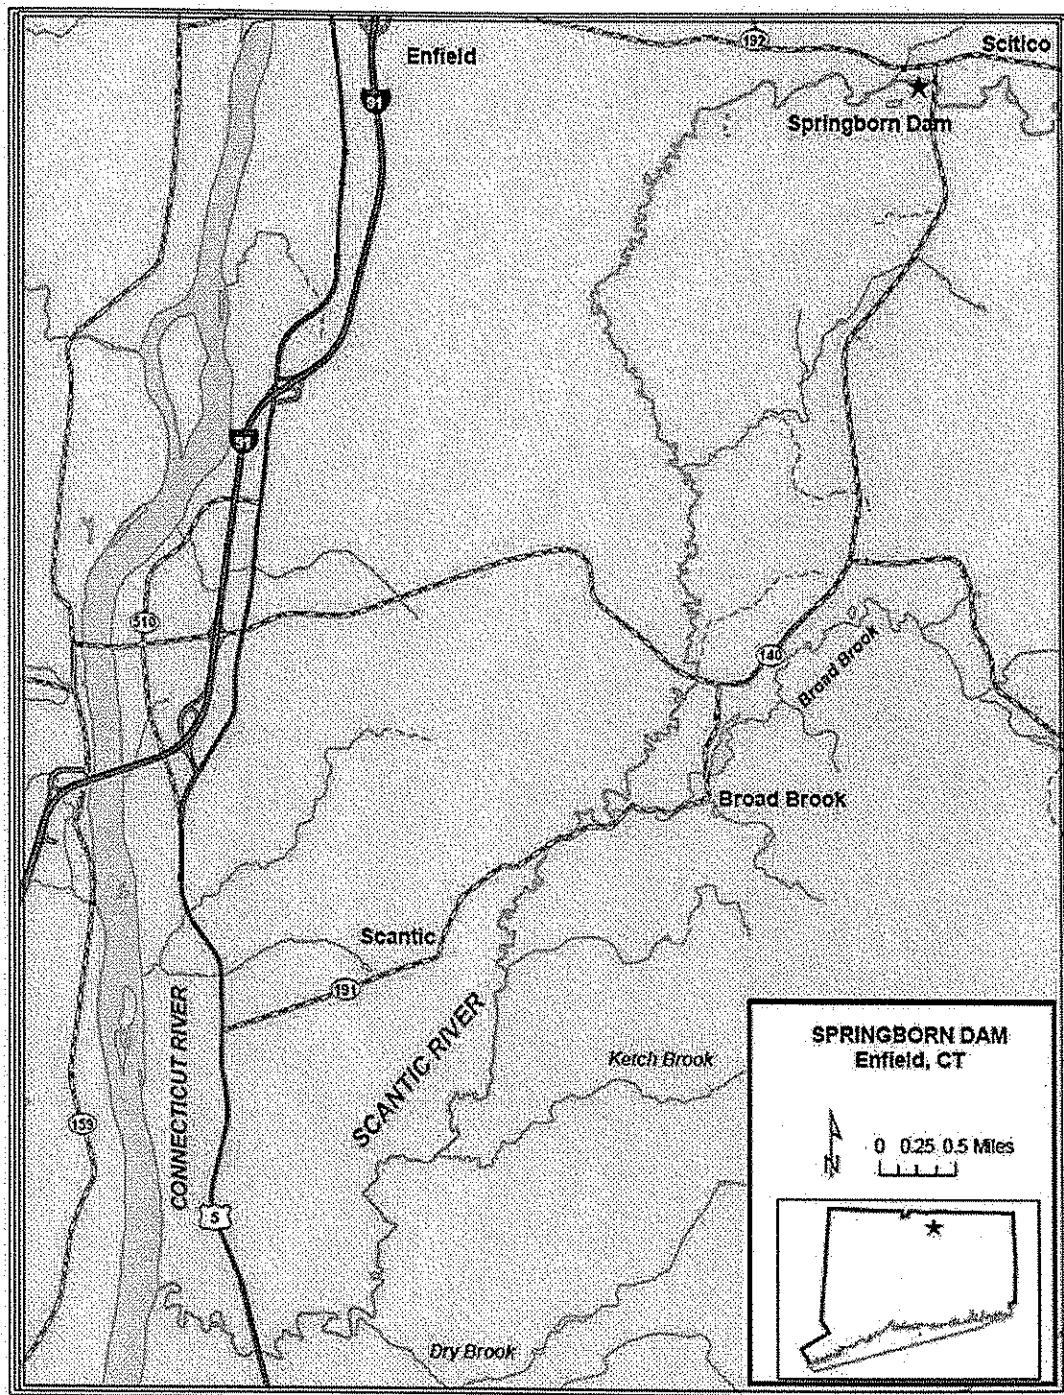 192
Scitico
Enfield
91
Springborn Dam
91
510
140
Broad Brook
Broad Brook
Scantic
191
CONNECTICUT RIVER
SCANTIC RIVER
Ketch Brook
159
5
Dry Brook
SPRINGBORN DAM
Enfield, CT
N
0 0.25 0.5 Miles